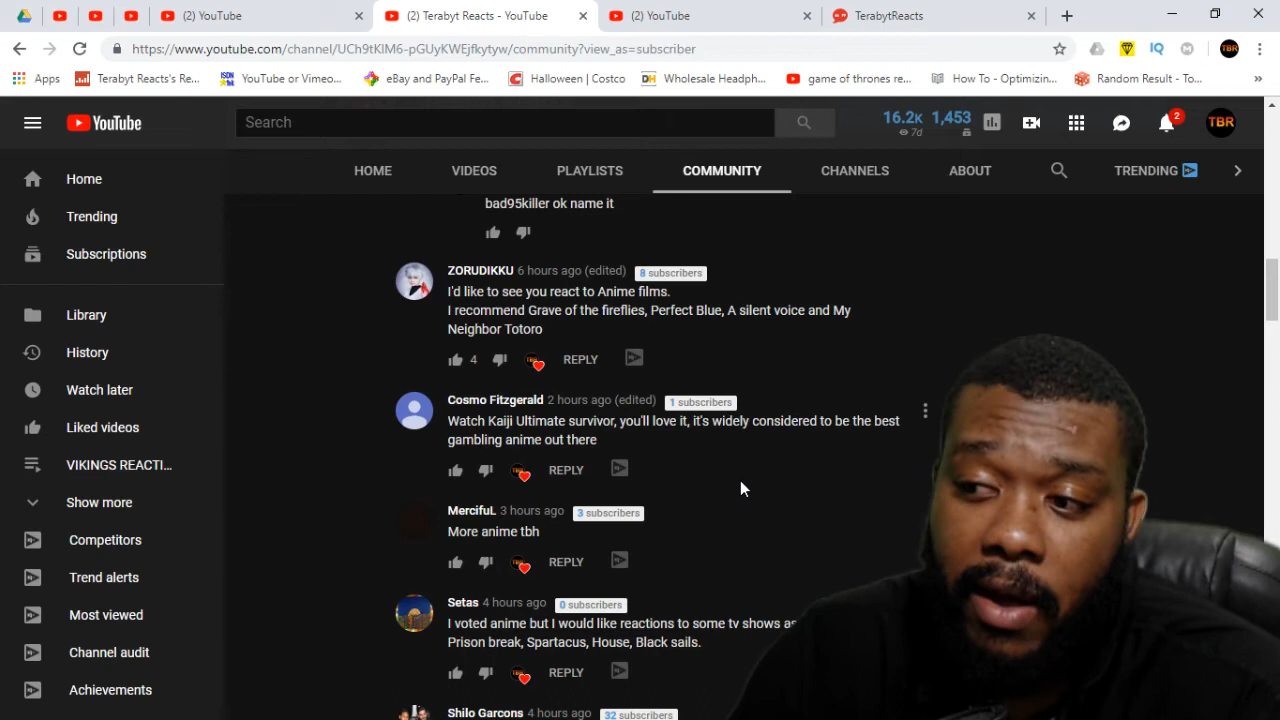 (2) YouTube
(2) Terabyt Reacts - YouTube
(2) YouTube
TerabytReacts
https://www.youtube.com/channel/UCh9tKlM6-pGUyKWEjfkytyw/community?view_as=subscriber
Apps
Terabyt Reacts's Re...
YouTube or Vimeo...
eBay and PayPal Fe...
Halloween | Costco
Wholesale Headph...
game of thrones re...
How To - Optimizin...
Random Result - To...
YouTube
Search
16.2K 1,453
7d
2
TBR
HOME
VIDEOS
PLAYLISTS
COMMUNITY
CHANNELS
ABOUT
TRENDING
Home
Trending
Subscriptions
Library
History
Watch later
Liked videos
VIKINGS REACTI...
Show more
Competitors
Trend alerts
Most viewed
Channel audit
Achievements
bad95killer ok name it
ZORUDIKKU 6 hours ago (edited) 8 subscribers
I'd like to see you react to Anime films.
I recommend Grave of the fireflies, Perfect Blue, A silent voice and My
Neighbor Totoro
4 REPLY
Cosmo Fitzgerald 2 hours ago (edited) 1 subscribers
Watch Kaiji Ultimate survivor, you'll love it, it's widely considered to be the best
gambling anime out there
REPLY
MercifuL 3 hours ago 3 subscribers
More anime tbh
REPLY
Setas 4 hours ago 0 subscribers
I voted anime but I would like reactions to some tv shows as
Prison break, Spartacus, House, Black sails.
REPLY
Shilo Garcons 4 hours ago 32 subscribers